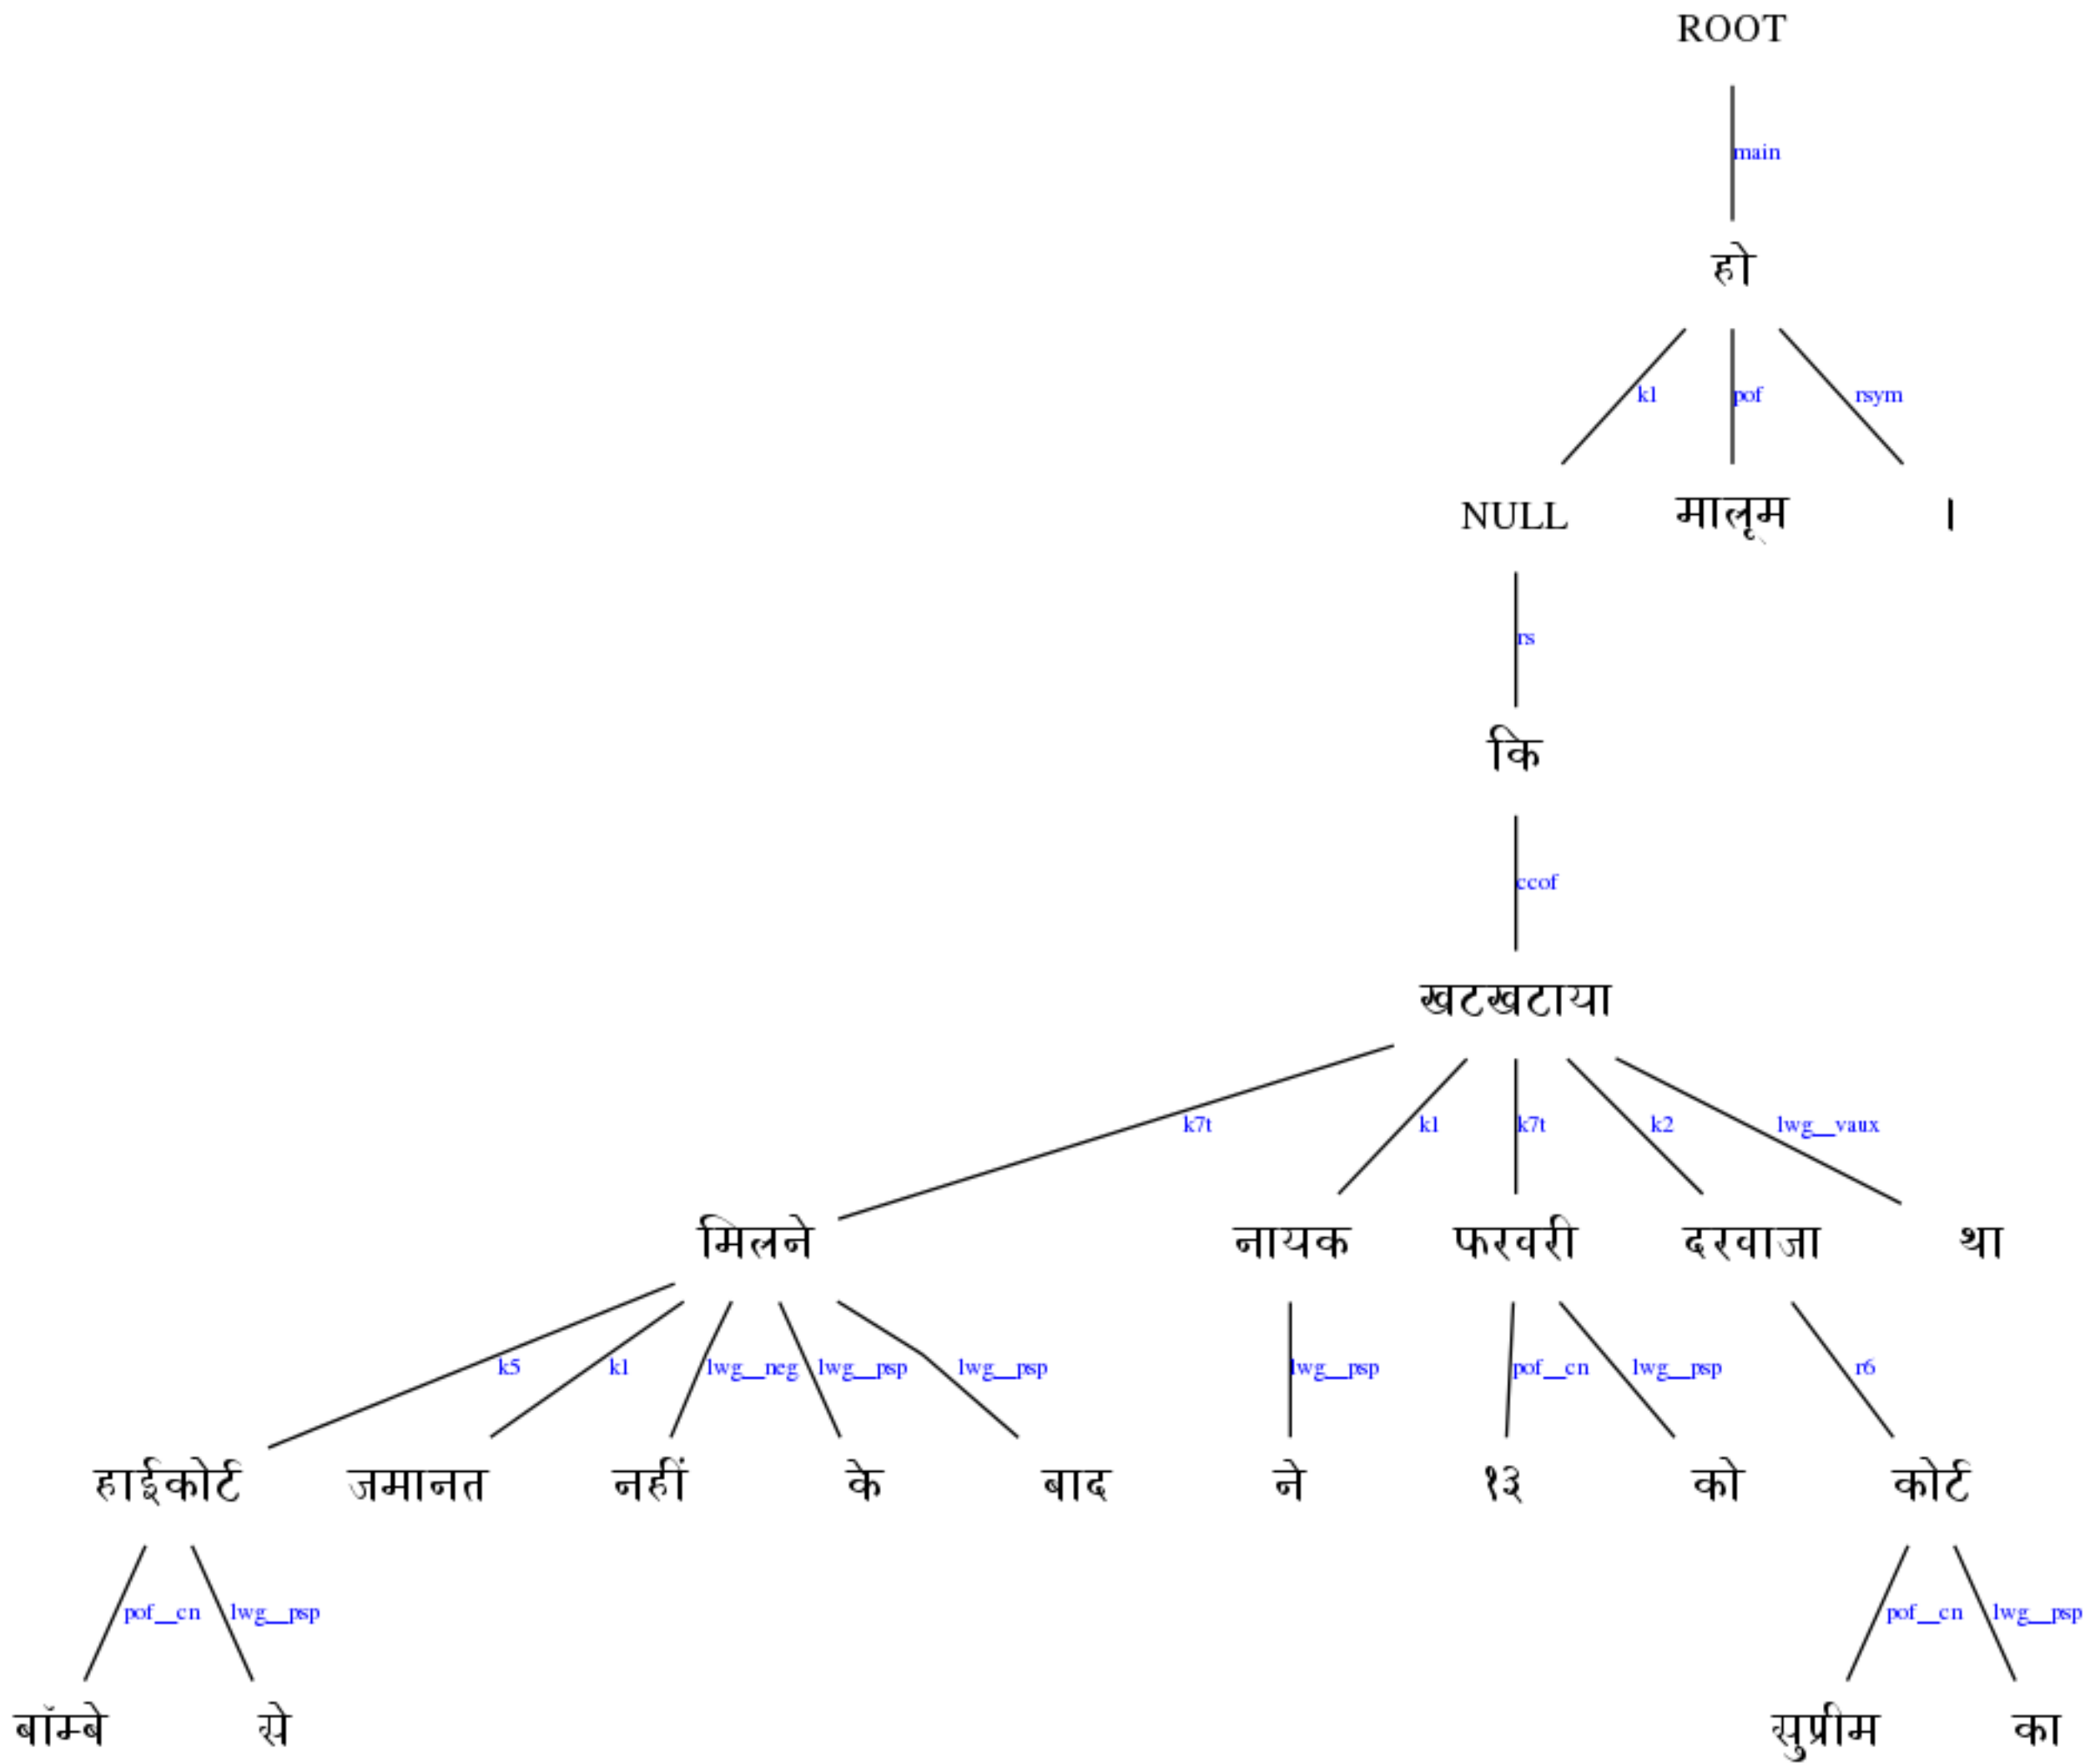 ROOT
main
हो
k1 pof rsym
NULL मालूम ।
rs
कि
ccof
खटखटाया
k7t k1 k7t k2 lwg__vaux
मिलने नायक फरवरी दरवाजा था
k5 k1 lwg__neg lwg__psp lwg__psp lwg__psp pof__cn lwg__psp r6
हाईकोर्ट जमानत नहीं के बाद ने १३ को कोर्ट
pof__cn lwg__psp pof__cn lwg__psp
बॉम्बे से सुप्रीम का